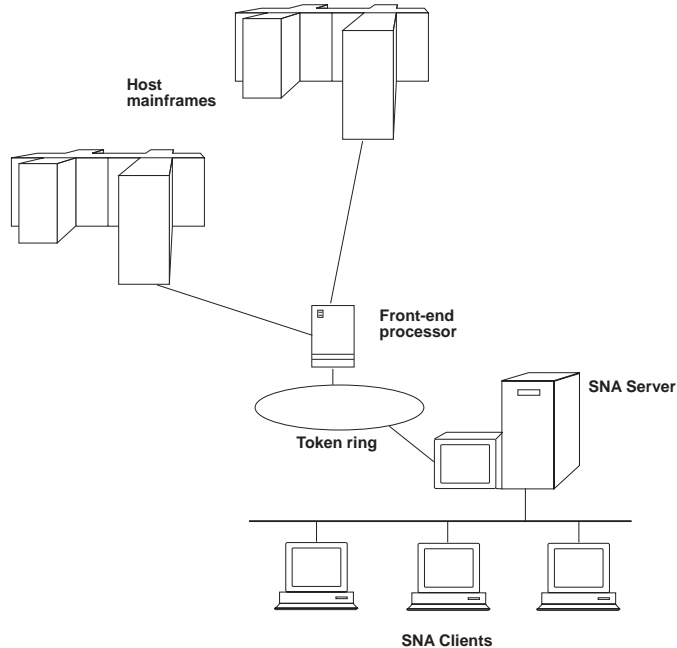 Host
mainframes
Front-end
processor
SNA Server
Token ring
SNA Clients